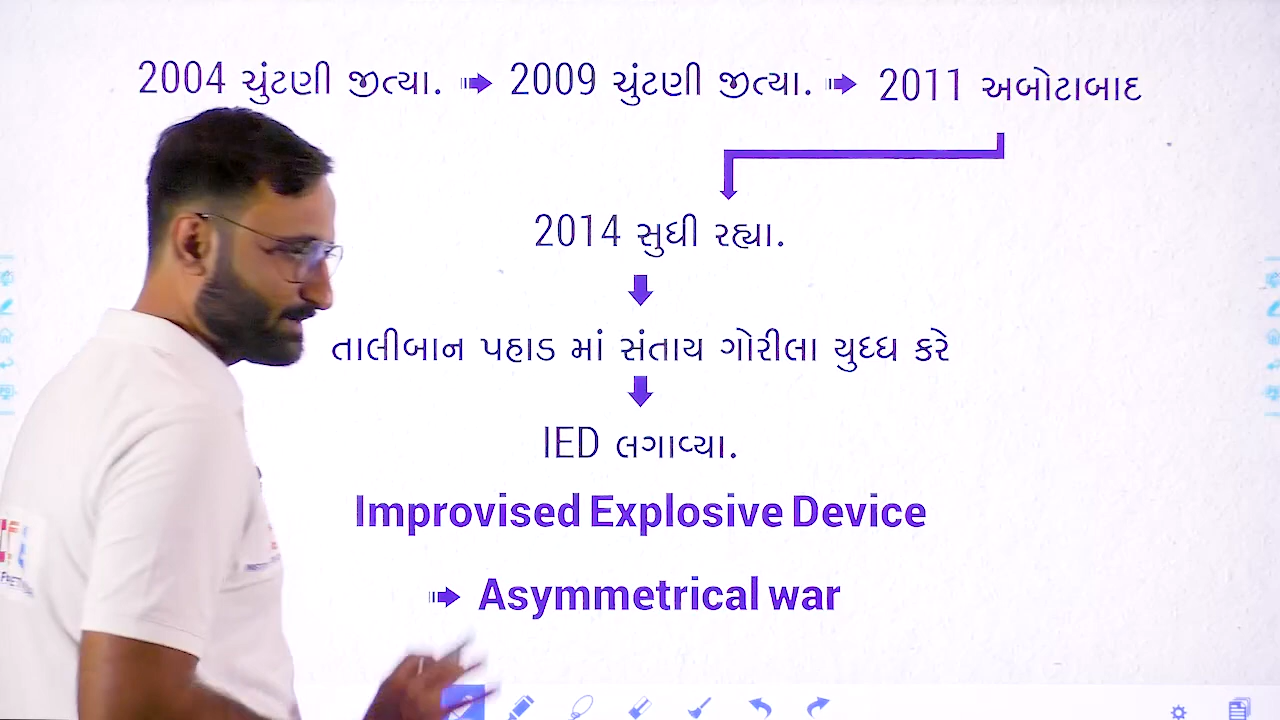 2004 ચુંટણી જીત્યા. 2009 ચુંટણી જીત્યા. 2011 અબોટાબાદ
2014 સુધી રહ્યા.
તાલીબાન પહાડ માં સંતાય ગોરીલા યુધ્ધ કરે
IED લગાવ્યા.
Improvised Explosive Device
Asymmetrical war